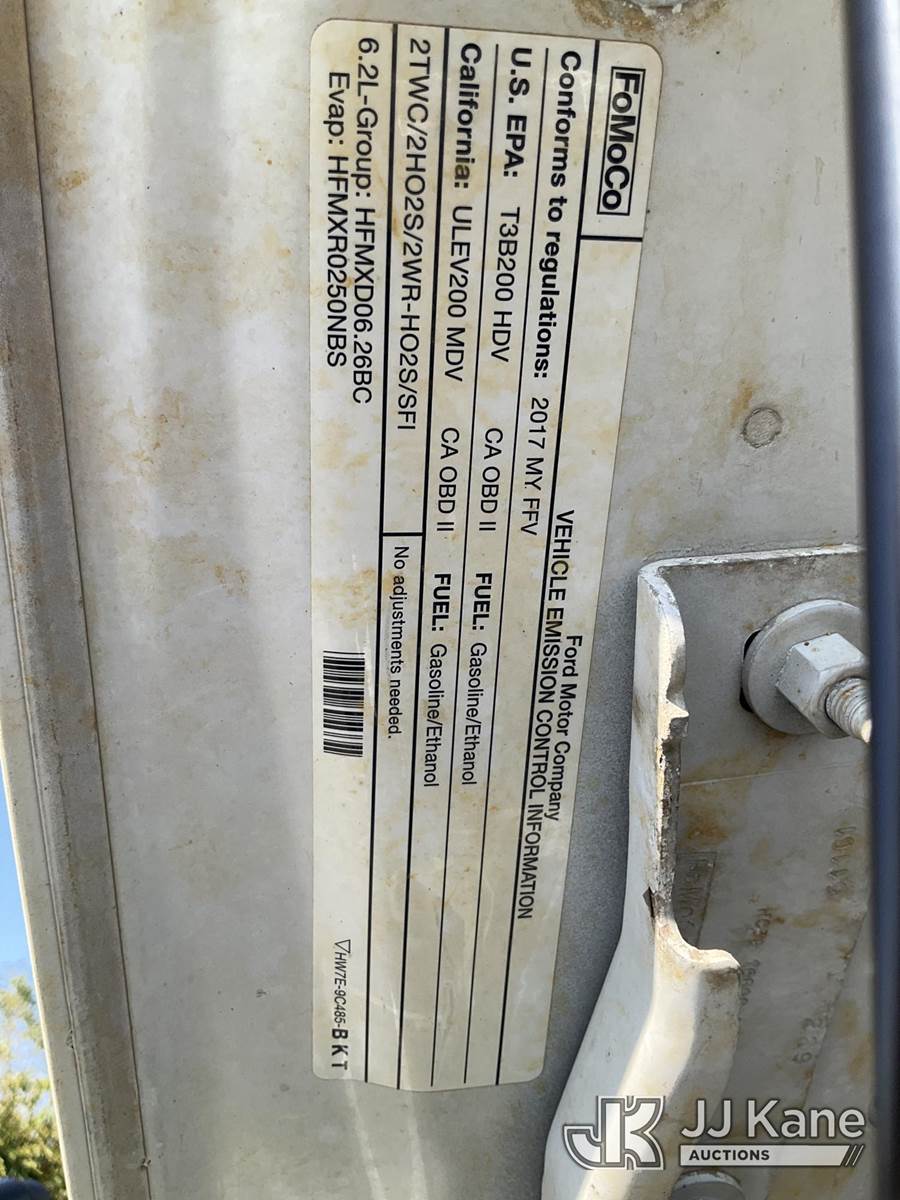 FoMoCo
Ford Motor Company
VEHICLE EMISSION CONTROL INFORMATION
Conforms to regulations: 2017 MY FFV
U.S. EPA: T3B200 HDV CA OBD II FUEL: Gasoline/Ethanol
California: ULEV200 MDV CA OBD II FUEL: Gasoline/Ethanol
2TWC/2HO2S/2WR-HO2S/SFI
No adjustments needed.
6.2L-Group: HFMXD06.26BC
Evap: HFMXR0250NBS
HW7E-9C485-BKT
JK JJ Kane
AUCTIONS